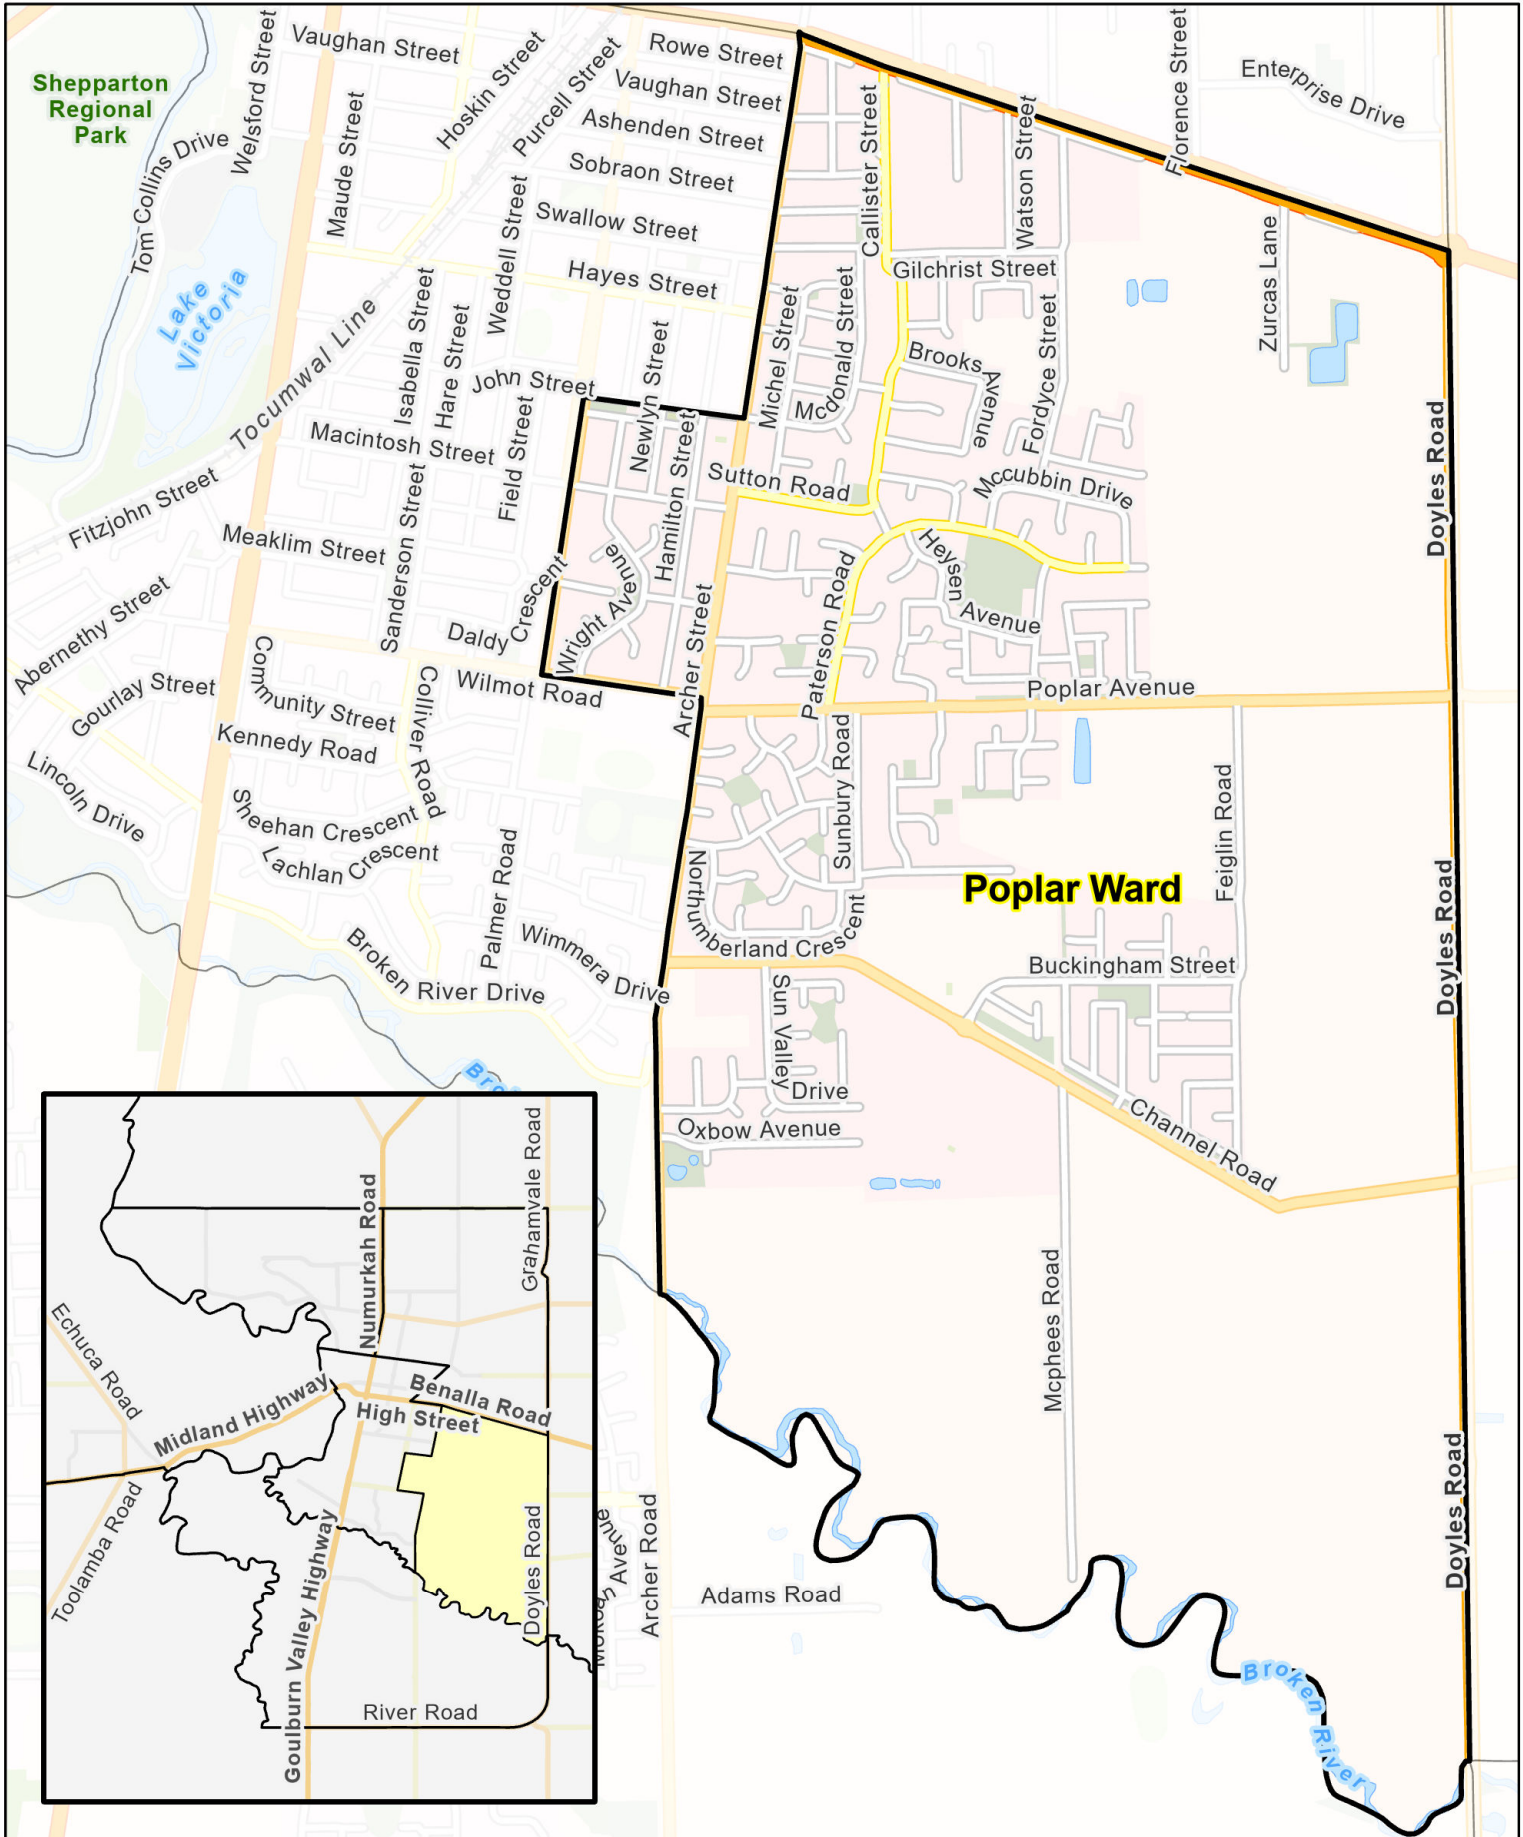 Vaughan Street
Hoskin Street
Purcell Street
Rowe Street
Vaughan Street
Ashenden Street
Sobraon Street
Swallow Street
Hayes Street
Welsford Street
Shepparton
Regional
Park
Tom Collins Drive
Maude Street
Weddell Street
Lake
Victoria
Tocumwal Line
Isabella Street
Hare Street
John Street
Newlyn Street
Macintosh Street
Field Street
Fitzjohn Street
Sanderson Street
Meaklim Street
Hamilton Street
Wright Avenue
Daldy Crescent
Abernethy Street
Gourlay Street
Community Street
Kennedy Road
Colliver Road
Wilmot Road
Archer Street
Lincoln Drive
Sheehan Crescent
Lachlan Crescent
Palmer Road
Wimmera Drive
Broken River Drive
Callister Street
Watson Street
Florence Street
Enterprise Drive
Zurcas Lane
Gilchrist Street
Michel Street
Mcdonald Street
Brooks Avenue
Fordyce Street
Sutton Road
Mccubbin Drive
Heysen Avenue
Paterson Road
Poplar Avenue
Doyles Road
Sunbury Road
Feiglin Road
Poplar Ward
Northumberland Crescent
Buckingham Street
Doyles Road
Sun Valley Drive
Oxbow Avenue
Channel Road
Mcphees Road
Doyles Road
Adams Road
Archer Road
Mokoan Avenue
Broken River
Numurkah Road
Grahamvale Road
Echuca Road
Midland Highway
Benalla Road
High Street
Toolamba Road
Goulburn Valley Highway
Doyles Road
River Road